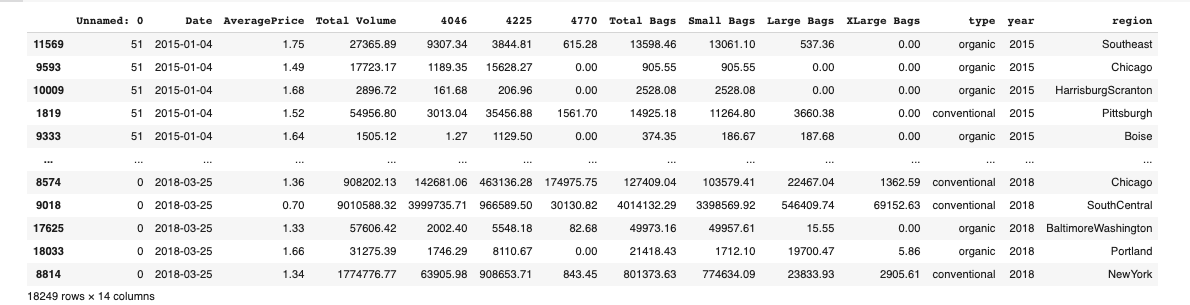 Unnamed: 0 Date AveragePrice Total Volume 4046 4225 4770 Total Bags Small Bags Large Bags XLarge Bags type year region
11569 51 2015-01-04 1.75 27365.89 9307.34 3844.81 615.28 13598.46 13061.10 537.36 0.00 organic 2015 Southeast
9593 51 2015-01-04 1.49 17723.17 1189.35 15628.27 0.00 905.55 905.55 0.00 0.00 organic 2015 Chicago
10009 51 2015-01-04 1.68 2896.72 161.68 206.96 0.00 2528.08 2528.08 0.00 0.00 organic 2015 HarrisburgScranton
1819 51 2015-01-04 1.52 54956.80 3013.04 35456.88 1561.70 14925.18 11264.80 3660.38 0.00 conventional 2015 Pittsburgh
9333 51 2015-01-04 1.64 1505.12 1.27 1129.50 0.00 374.35 186.67 187.68 0.00 organic 2015 Boise
... ... ... ... ... ... ... ... ... ... ... ... ... ... ...
8574 0 2018-03-25 1.36 908202.13 142681.06 463136.28 174975.75 127409.04 103579.41 22467.04 1362.59 conventional 2018 Chicago
9018 0 2018-03-25 0.70 9010588.32 3999735.71 966589.50 30130.82 4014132.29 3398569.92 546409.74 69152.63 conventional 2018 SouthCentral
17625 0 2018-03-25 1.33 57606.42 2002.40 5548.18 82.68 49973.16 49957.61 15.55 0.00 organic 2018 BaltimoreWashington
18033 0 2018-03-25 1.66 31275.39 1746.29 8110.67 0.00 21418.43 1712.10 19700.47 5.86 organic 2018 Portland
8814 0 2018-03-25 1.34 1774776.77 63905.98 908653.71 843.45 801373.63 774634.09 23833.93 2905.61 conventional 2018 NewYork
18249 rows × 14 columns